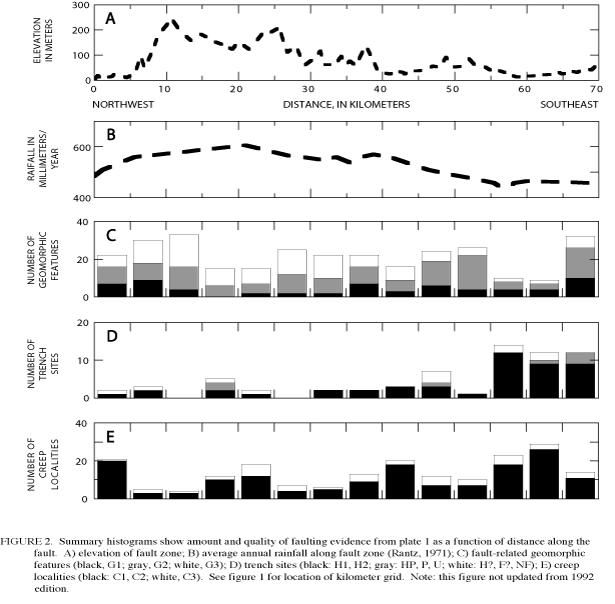 300
A
200
100
0
ELEVATION
IN METERS
0 10 20 30 40 50 60 70
NORTHWEST DISTANCE, IN KILOMETERS SOUTHEAST
B
600
400
RAIFALL IN
MILLIMETERS/
YEAR
40
C
20
0
NUMBER OF
GEOMORPHIC
FEATURES
20
D
10
0
NUMBER OF
TRENCH
SITES
40
E
20
0
NUMBER OF
CREEP
LOCALITIES
FIGURE 2. Summary histograms show amount and quality of faulting evidence from plate 1 as a function of distance along the
fault. A) elevation of fault zone; B) average annual rainfall along fault zone (Rantz, 1971); C) fault-related geomorphic
features (black, G1; gray, G2; white, G3); D) trench sites (black: H1, H2; gray: HP, P, U; white: H?, F?, NF); E) creep
localities (black: C1, C2; white, C3). See figure 1 for location of kilometer grid. Note: this figure not updated from 1992
edition.